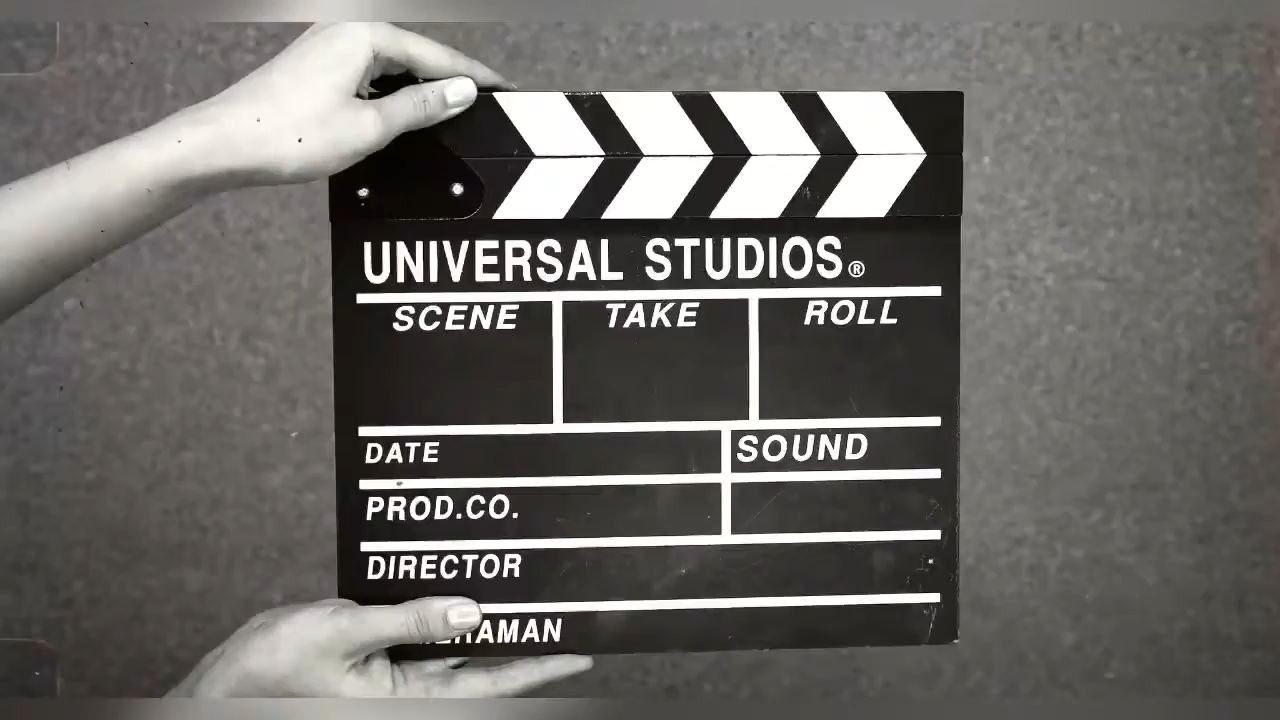 UNIVERSAL STUDIOS®
SCENE TAKE ROLL
DATE SOUND
PROD.CO.
DIRECTOR